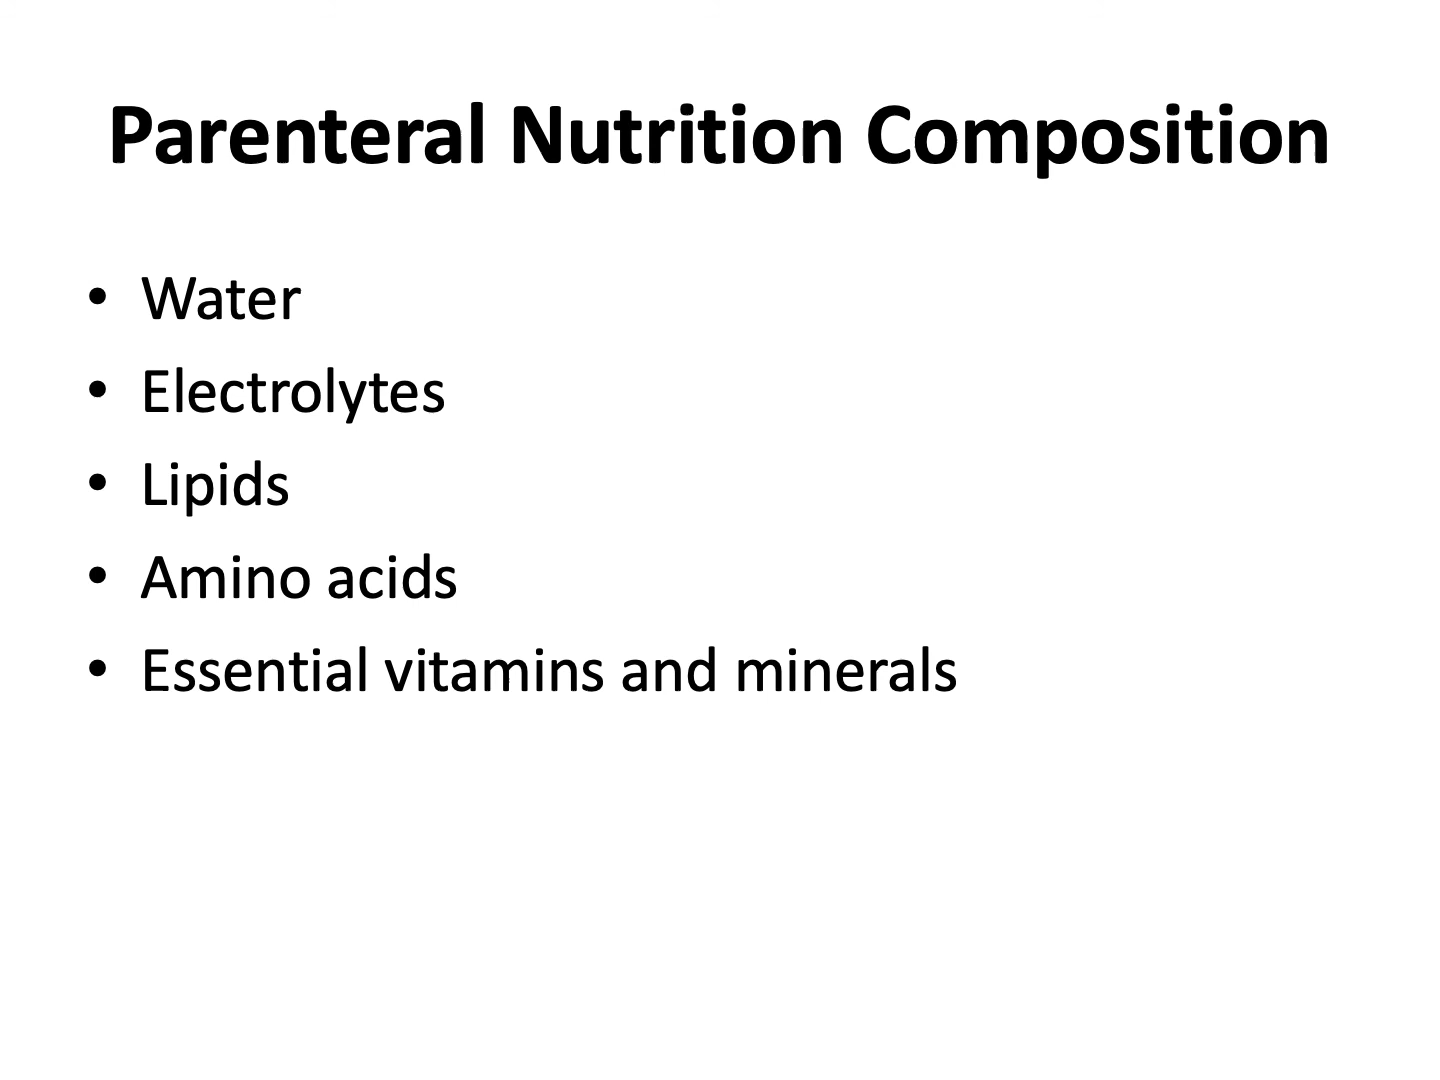 Parenteral Nutrition Composition
• Water
• Electrolytes
• Lipids
• Amino acids
• Essential vitamins and minerals